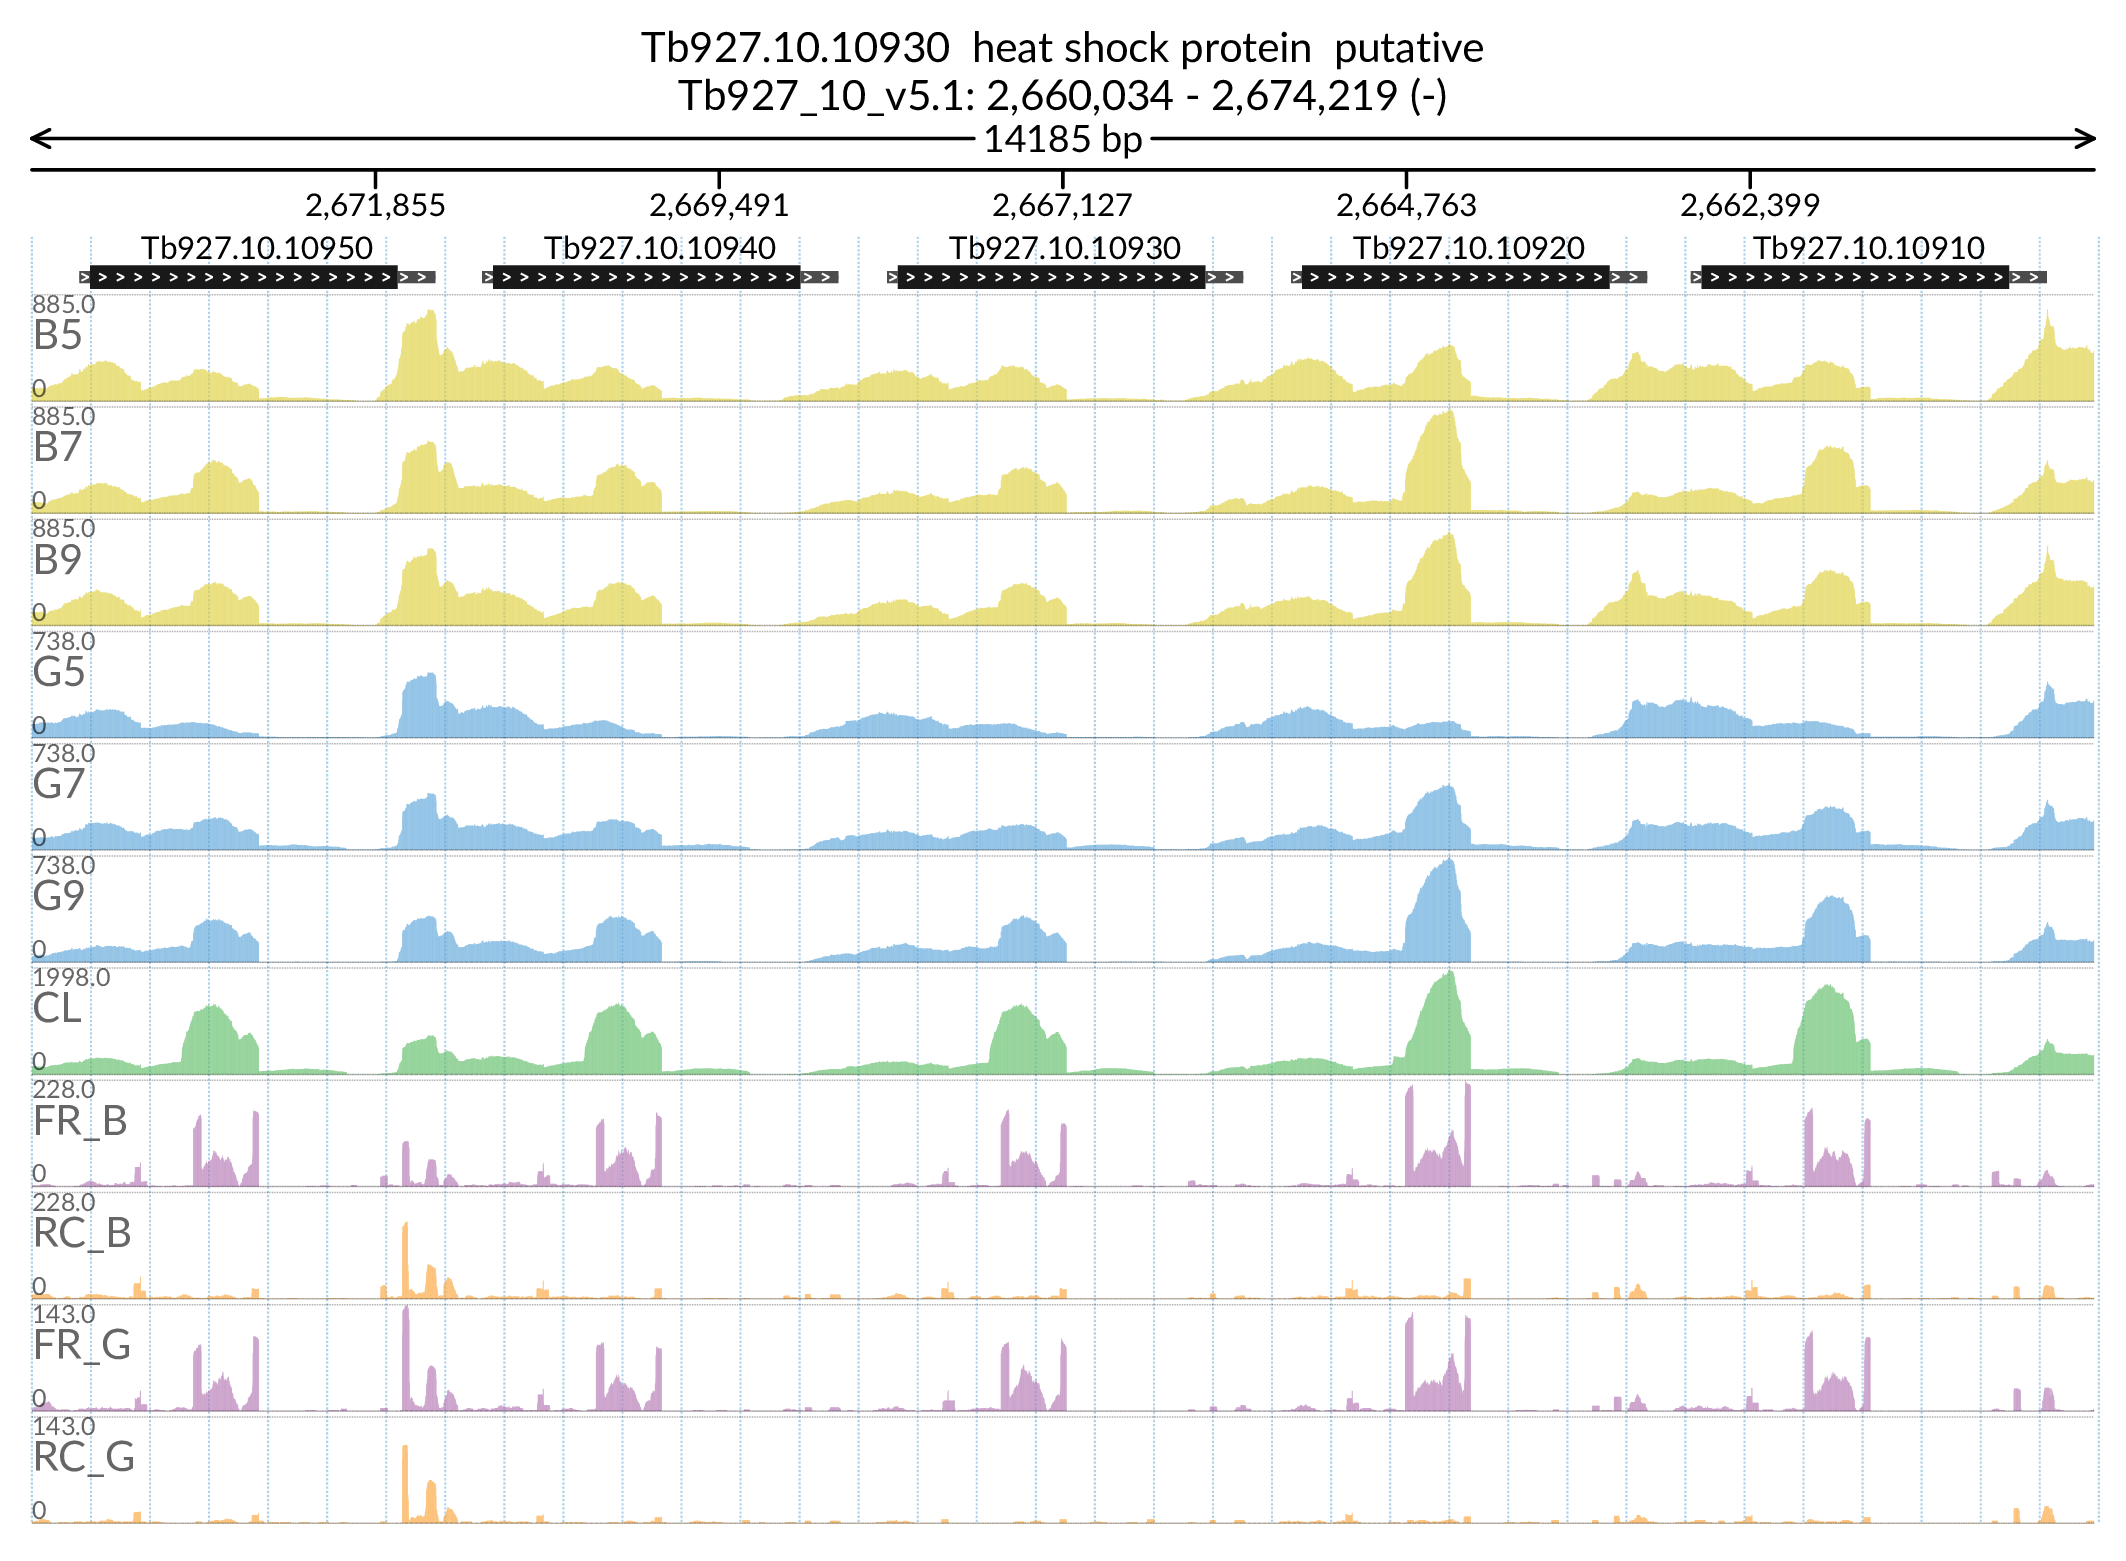 Tb927.10.10930 heat shock protein putative
Tb927_10_v5.1: 2,660,034 - 2,674,219 (-)
14185 bp
2,671,855 2,669,491 2,667,127 2,664,763 2,662,399
Tb927.10.10950 Tb927.10.10940 Tb927.10.10930 Tb927.10.10920 Tb927.10.10910
885.0
B5
0
885.0
B7
0
885.0
B9
0
738.0
G5
0
738.0
G7
0
738.0
G9
0
1998.0
CL
0
228.0
FR_B
0
228.0
RC_B
0
143.0
FR_G
0
143.0
RC_G
0